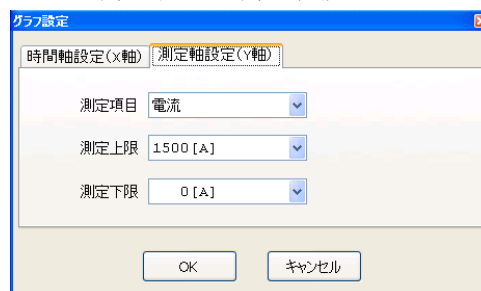 グラフ設定
時間軸設定(X軸) 測定軸設定(Y軸)
測定項目 電流
測定上限 1500[A]
測定下限 0[A]
OK キャンセル